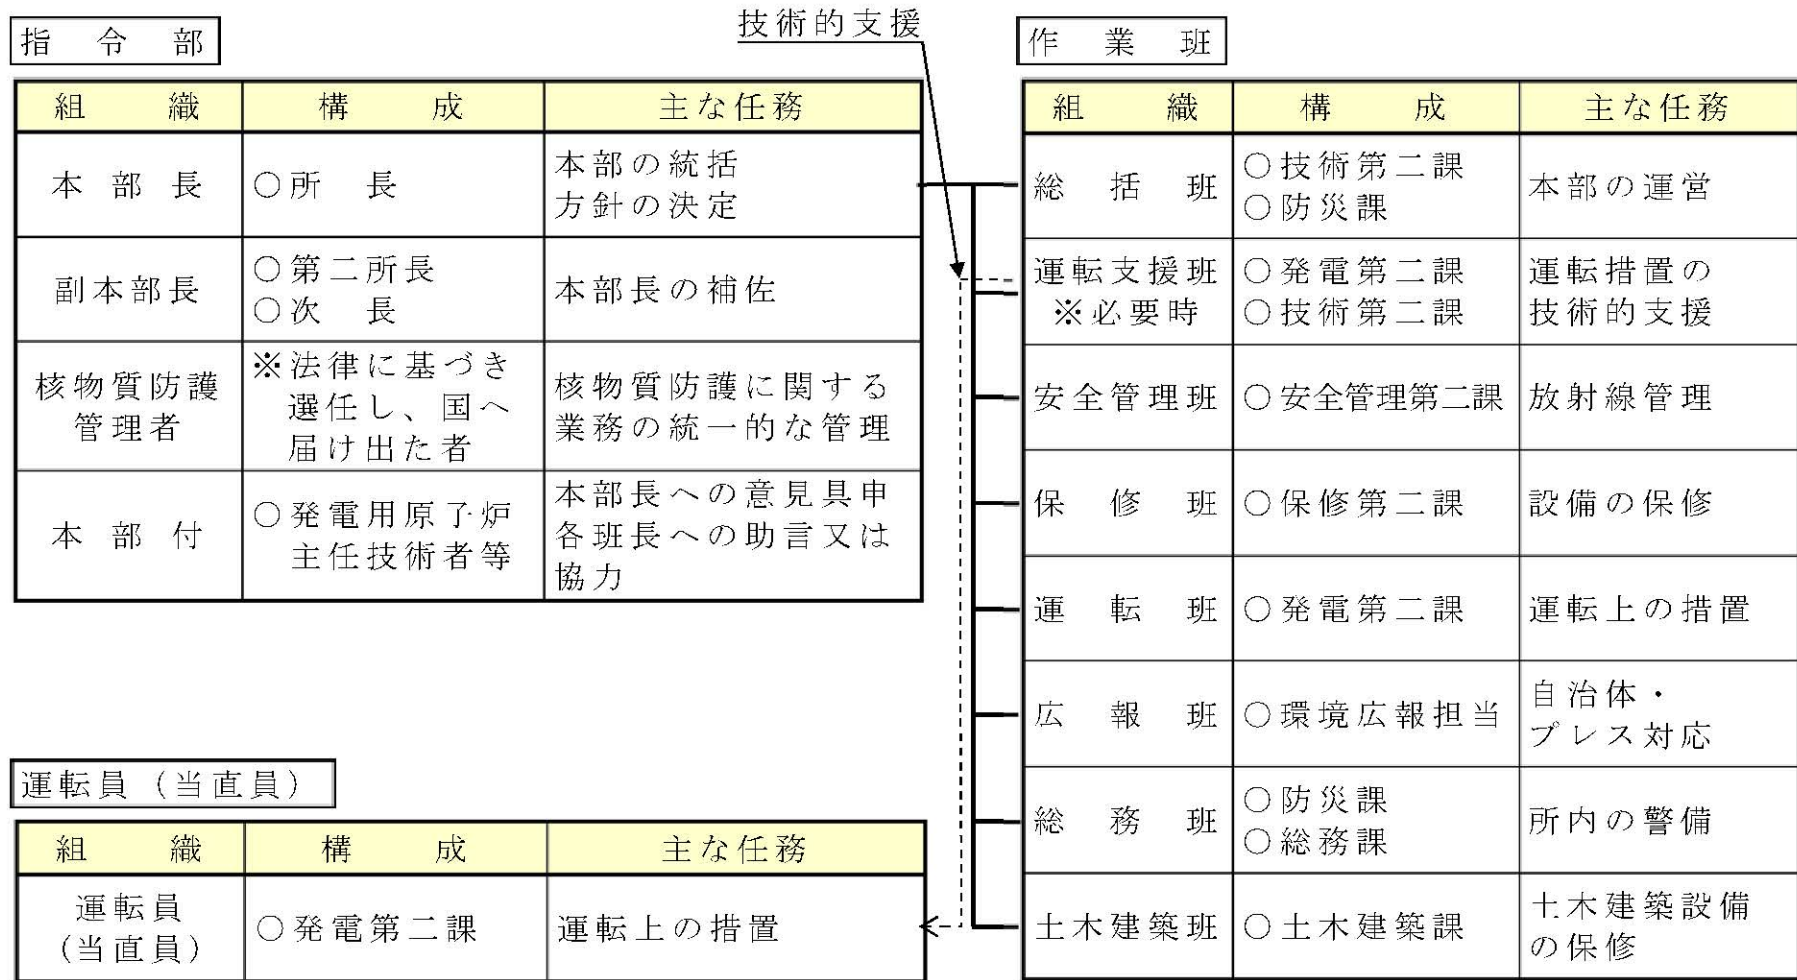 技術的支援
指令部
組織 構成 主な任務
本部長 ○所長 本部の統括
方針の決定
副本部長 ○第二所長
○次長 本部長の補佐
核物質防護
管理者 ※法律に基づき
選任し、国へ
届け出た者 核物質防護に関する
業務の統一的な管理
本部付 ○発電用原子炉
主任技術者等 本部長への意見具申
各班長への助言又は
協力
運転員（当直員）
組織 構成 主な任務
運転員
(当直員) ○発電第二課 運転上の措置
作業班
組織 構成 主な任務
総括班 ○技術第二課
○防災課 本部の運営
運転支援班
※必要時 ○発電第二課
○技術第二課 運転措置の
技術的支援
安全管理班 ○安全管理第二課 放射線管理
保修班 ○保修第二課 設備の保修
運転班 ○発電第二課 運転上の措置
広報班 ○環境広報担当 自治体・
プレス対応
総務班 ○防災課
○総務課 所内の警備
土木建築班 ○土木建築課 土木建築設備
の保修